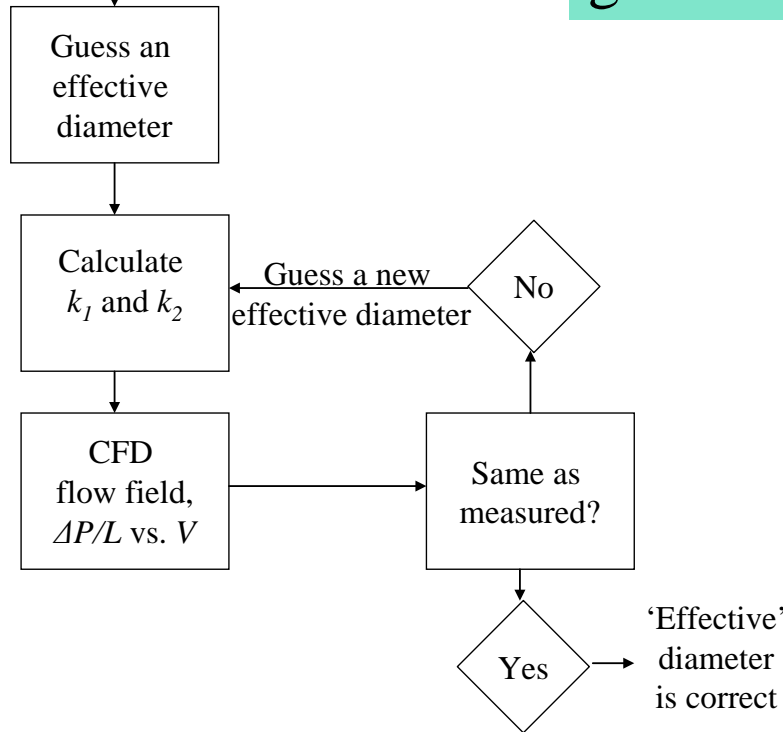 Guess an
effective
diameter
Calculate
k₁ and k₂
Guess a new
effective diameter
No
CFD
flow field,
ΔP/L vs. V
Same as
measured?
Yes
‘Effective’
diameter
is correct